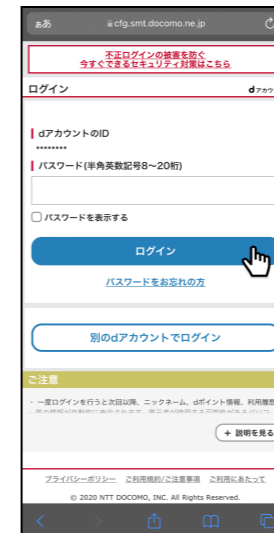 ああ cfg.smt.docomo.ne.jp
不正ログインの被害を防ぐ
今すぐできるセキュリティ対策はこちら
ログイン dアカウ
dアカウントのID
••••••••
パスワード(半角英数記号8〜20桁)
パスワードを表示する
ログイン
パスワードをお忘れの方
別のdアカウントでログイン
ご注意
・ 一度ログインを行うと次回以降、ニックネーム、dポイント情報、利用履歴
+ 説明を見る
プライバシーポリシー ご利用規約/ご注意事項 ご利用にあたって
© 2020 NTT DOCOMO, INC. All Rights Reserved.